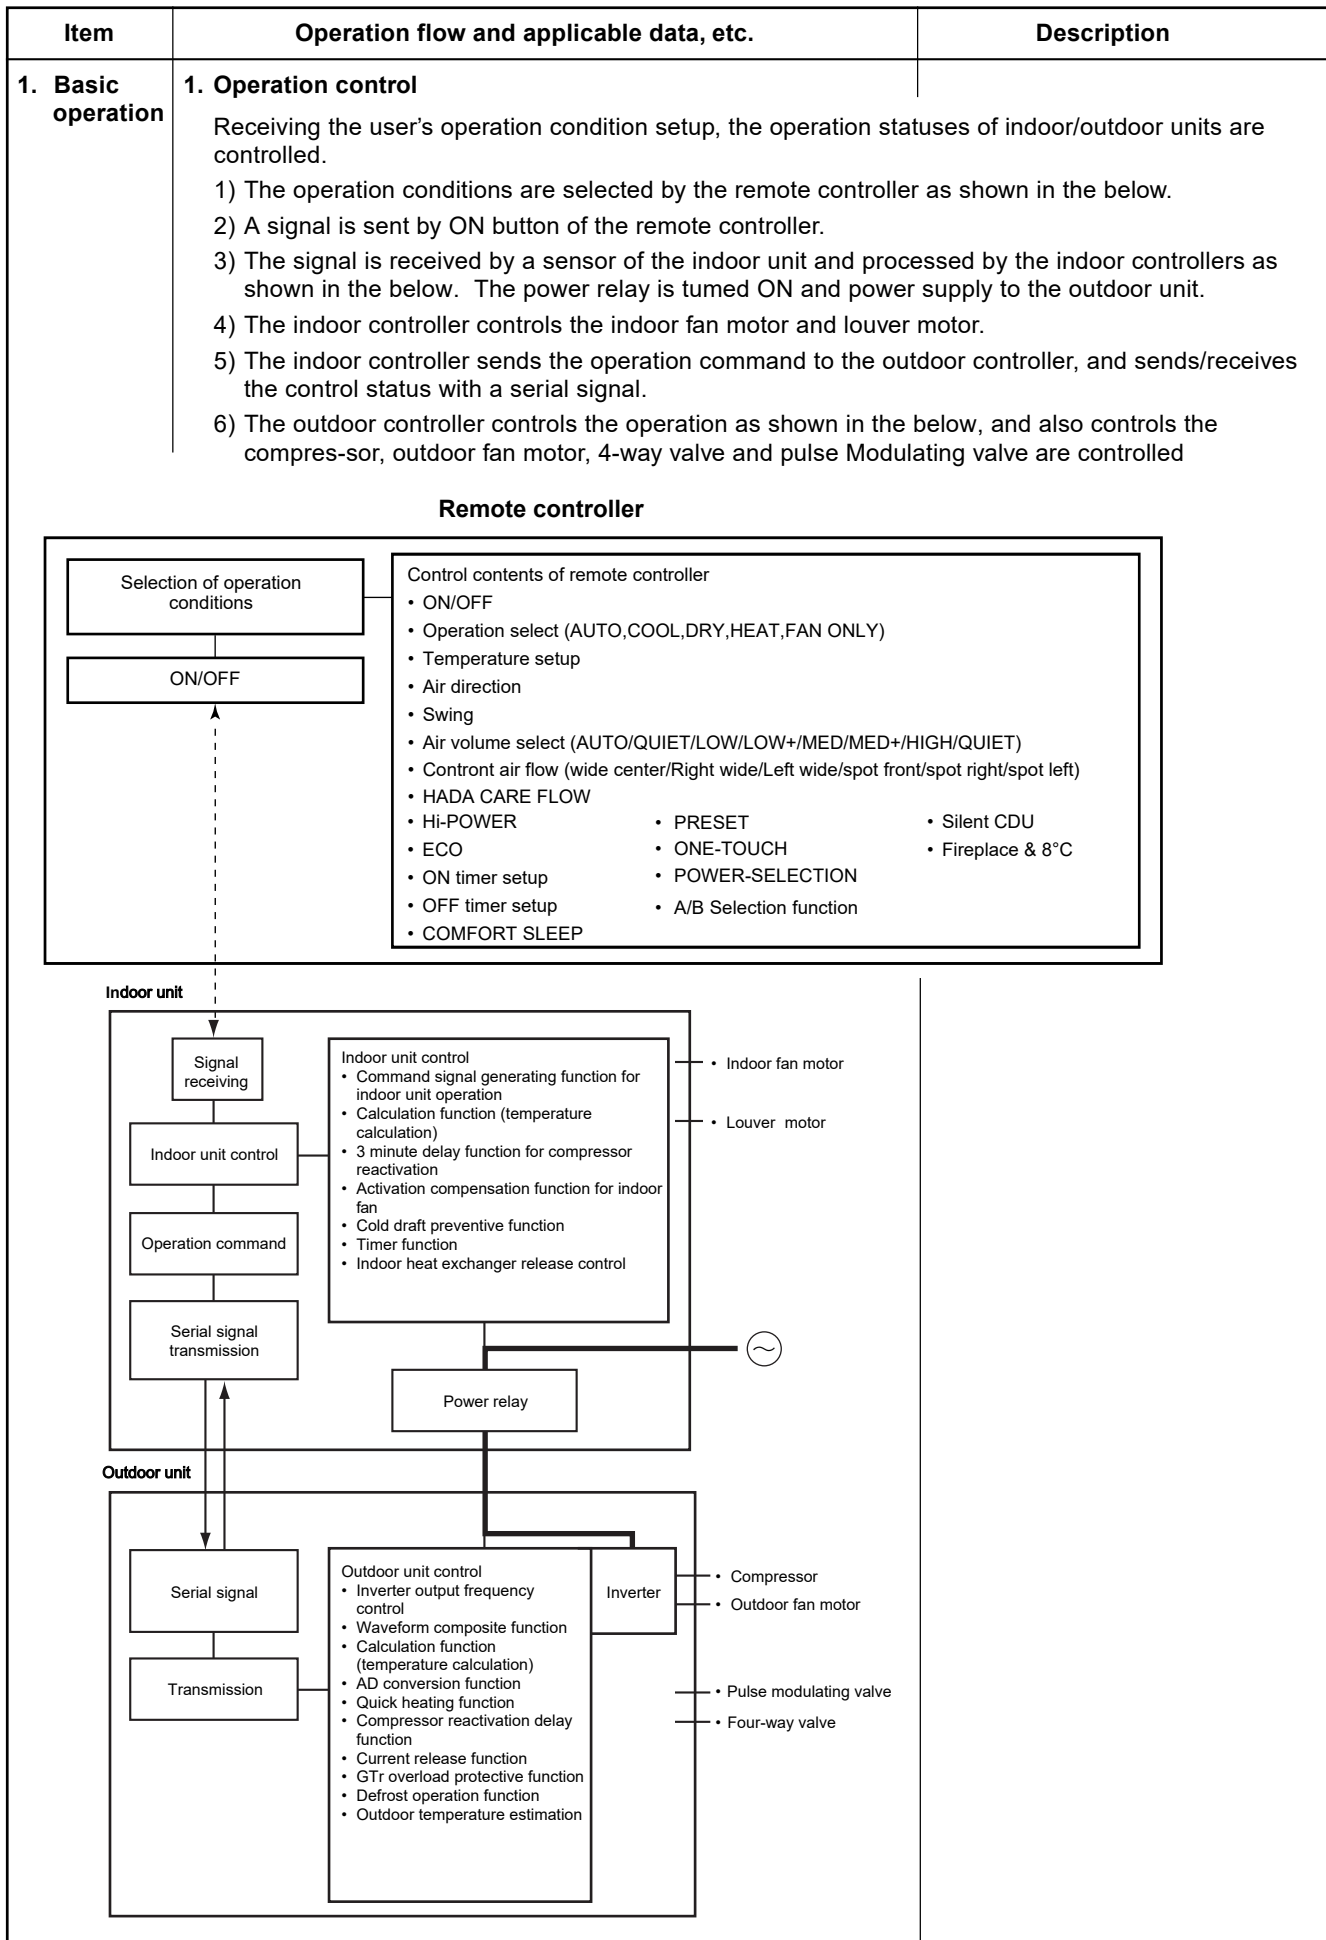 Item
Operation flow and applicable data, etc.
Description
1. Basic
operation
1. Operation control
Receiving the user's operation condition setup, the operation statuses of indoor/outdoor units are
controlled.
1) The operation conditions are selected by the remote controller as shown in the below.
2) A signal is sent by ON button of the remote controller.
3) The signal is received by a sensor of the indoor unit and processed by the indoor controllers as
shown in the below. The power relay is tumed ON and power supply to the outdoor unit.
4) The indoor controller controls the indoor fan motor and louver motor.
5) The indoor controller sends the operation command to the outdoor controller, and sends/receives
the control status with a serial signal.
6) The outdoor controller controls the operation as shown in the below, and also controls the
compres-sor, outdoor fan motor, 4-way valve and pulse Modulating valve are controlled
Remote controller
Selection of operation
conditions
ON/OFF
Control contents of remote controller
• ON/OFF
• Operation select (AUTO,COOL,DRY,HEAT,FAN ONLY)
• Temperature setup
• Air direction
• Swing
• Air volume select (AUTO/QUIET/LOW/LOW+/MED/MED+/HIGH/QUIET)
• Contront air flow (wide center/Right wide/Left wide/spot front/spot right/spot left)
• HADA CARE FLOW
• Hi-POWER
• ECO
• ON timer setup
• OFF timer setup
• COMFORT SLEEP
• PRESET
• ONE-TOUCH
• POWER-SELECTION
• A/B Selection function
• Silent CDU
• Fireplace & 8°C
Indoor unit
Signal
receiving
Indoor unit control
Operation command
Serial signal
transmission
Indoor unit control
• Command signal generating function for
indoor unit operation
• Calculation function (temperature
calculation)
• 3 minute delay function for compressor
reactivation
• Activation compensation function for indoor
fan
• Cold draft preventive function
• Timer function
• Indoor heat exchanger release control
• Indoor fan motor
• Louver motor
Power relay
Outdoor unit
Serial signal
Transmission
Outdoor unit control
• Inverter output frequency
control
• Waveform composite function
• Calculation function
(temperature calculation)
• AD conversion function
• Quick heating function
• Compressor reactivation delay
function
• Current release function
• GTr overload protective function
• Defrost operation function
• Outdoor temperature estimation
Inverter
• Compressor
• Outdoor fan motor
• Pulse modulating valve
• Four-way valve